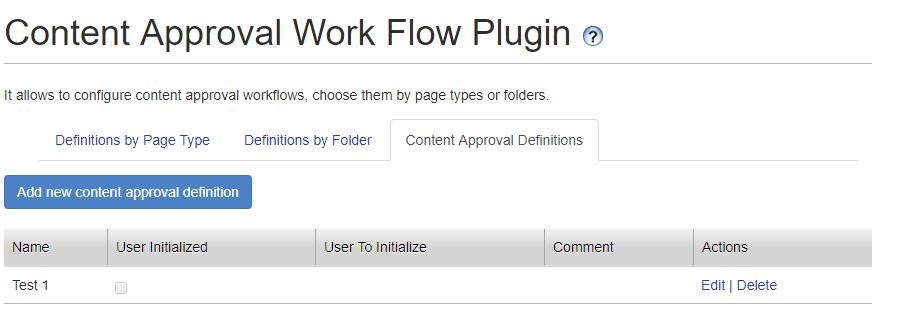 Content Approval Work Flow Plugin ?
It allows to configure content approval workflows, choose them by page types or folders.
Definitions by Page Type Definitions by Folder Content Approval Definitions
Add new content approval definition
Name User Initialized User To Initialize Comment Actions
Test 1 Edit | Delete